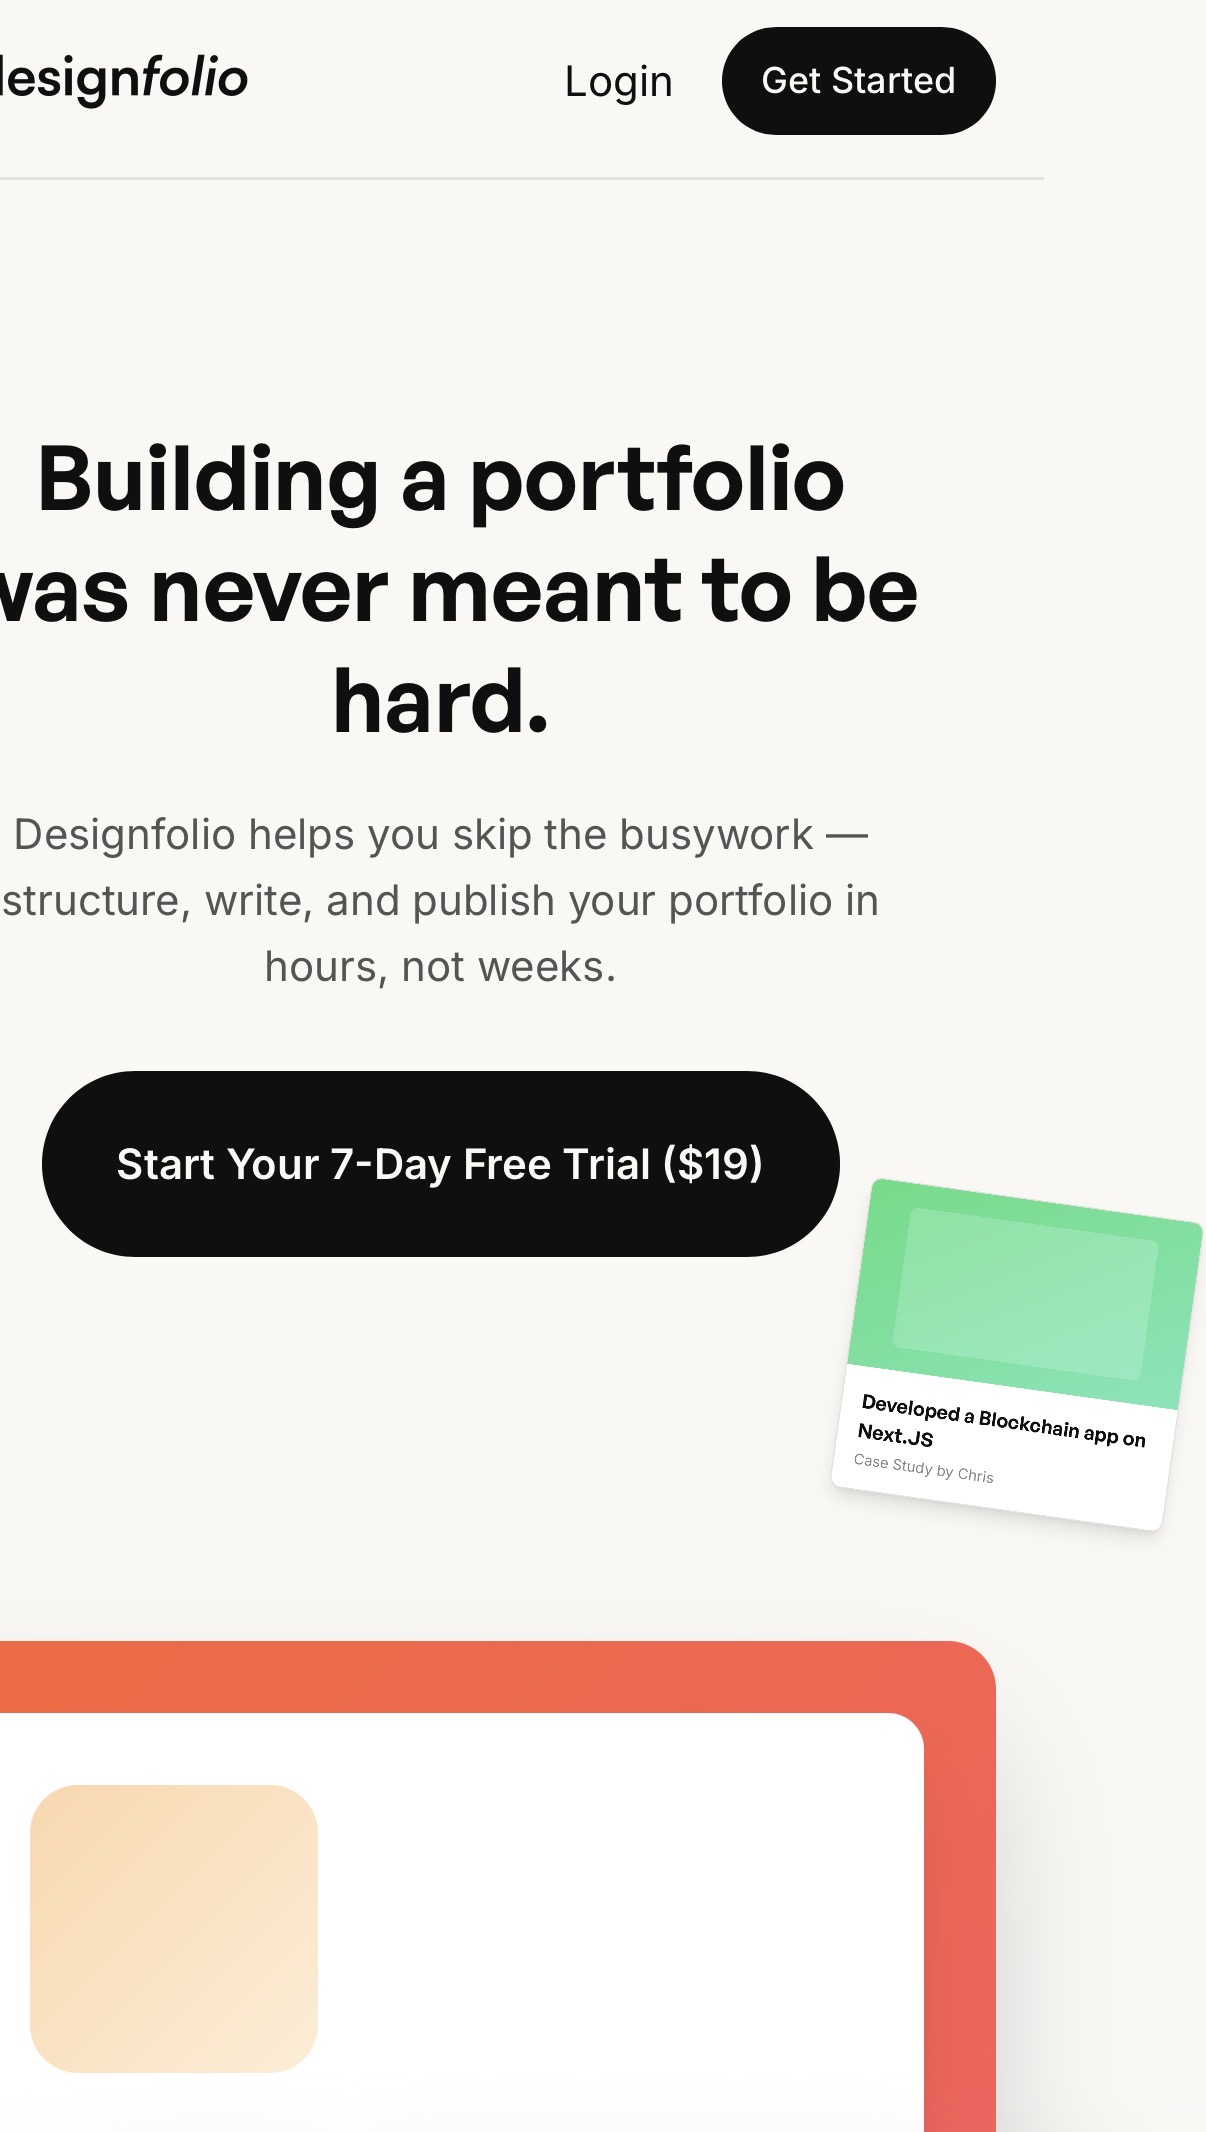 designfolio
Login
Get Started
Building a portfolio
was never meant to be
hard.
Designfolio helps you skip the busywork —
structure, write, and publish your portfolio in
hours, not weeks.
Start Your 7-Day Free Trial ($19)
Developed a Blockchain app on
Next.JS
Case Study by Chris